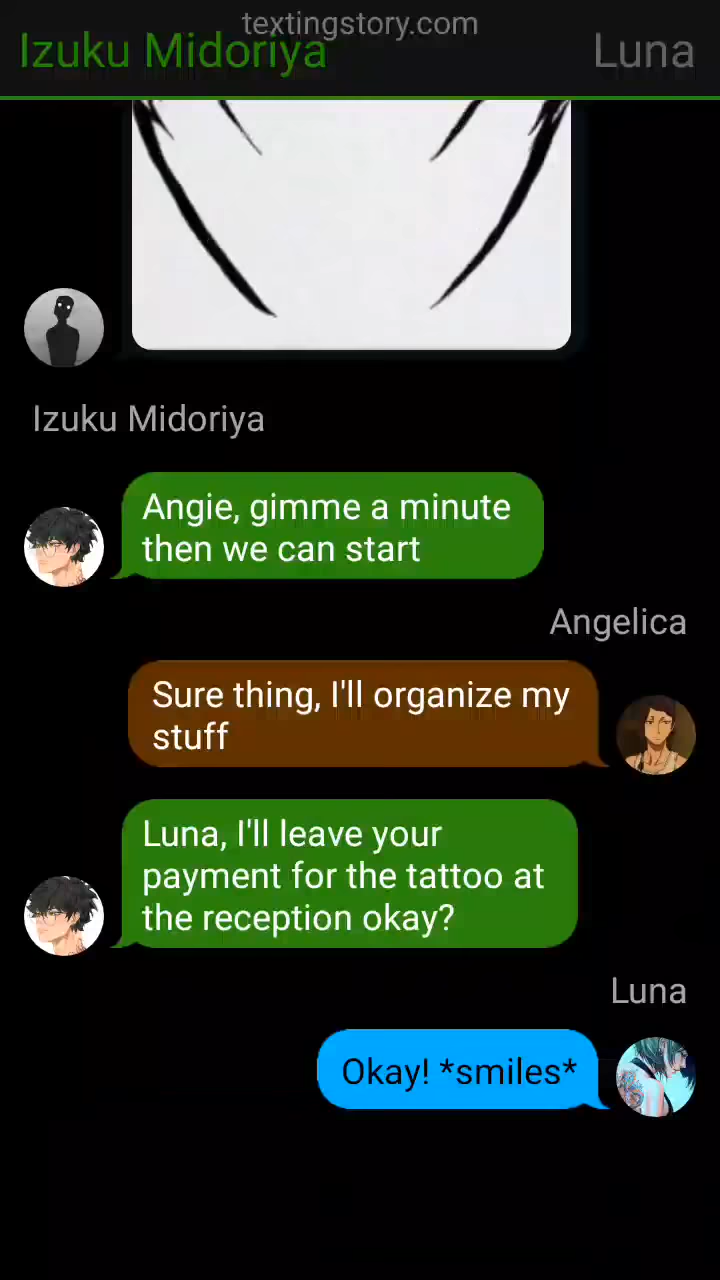 textingstory.com
Izuku Midoriya
Luna
Izuku Midoriya
Angie, gimme a minute
then we can start
Angelica
Sure thing, I'll organize my
stuff
Luna, I'll leave your
payment for the tattoo at
the reception okay?
Luna
Okay! *smiles*